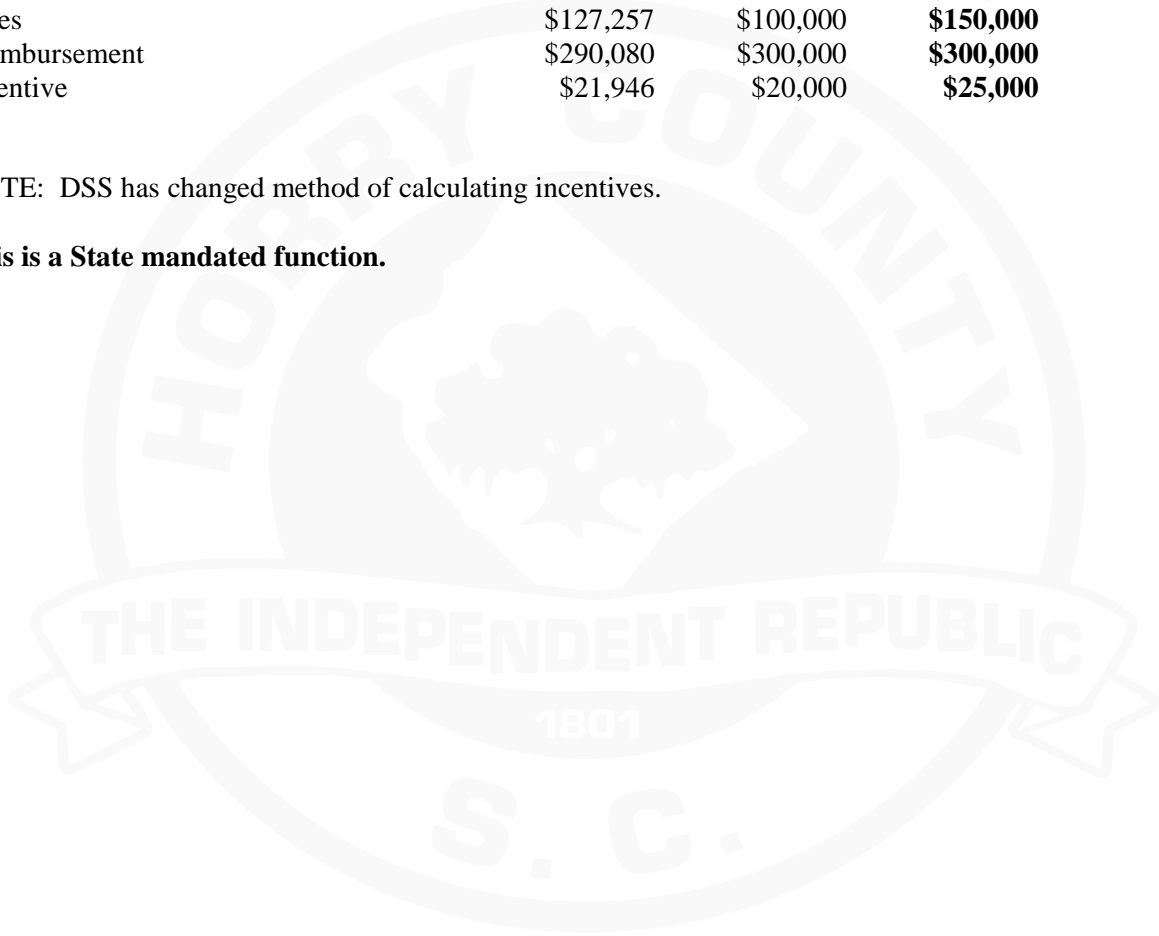 es $127,257 $100,000 $150,000
mbursement $290,080 $300,000 $300,000
entive $21,946 $20,000 $25,000
TE: DSS has changed method of calculating incentives.
is is a State mandated function.
HORRY COUNTY
THE INDEPENDENT REPUBLIC
1801
S. C.